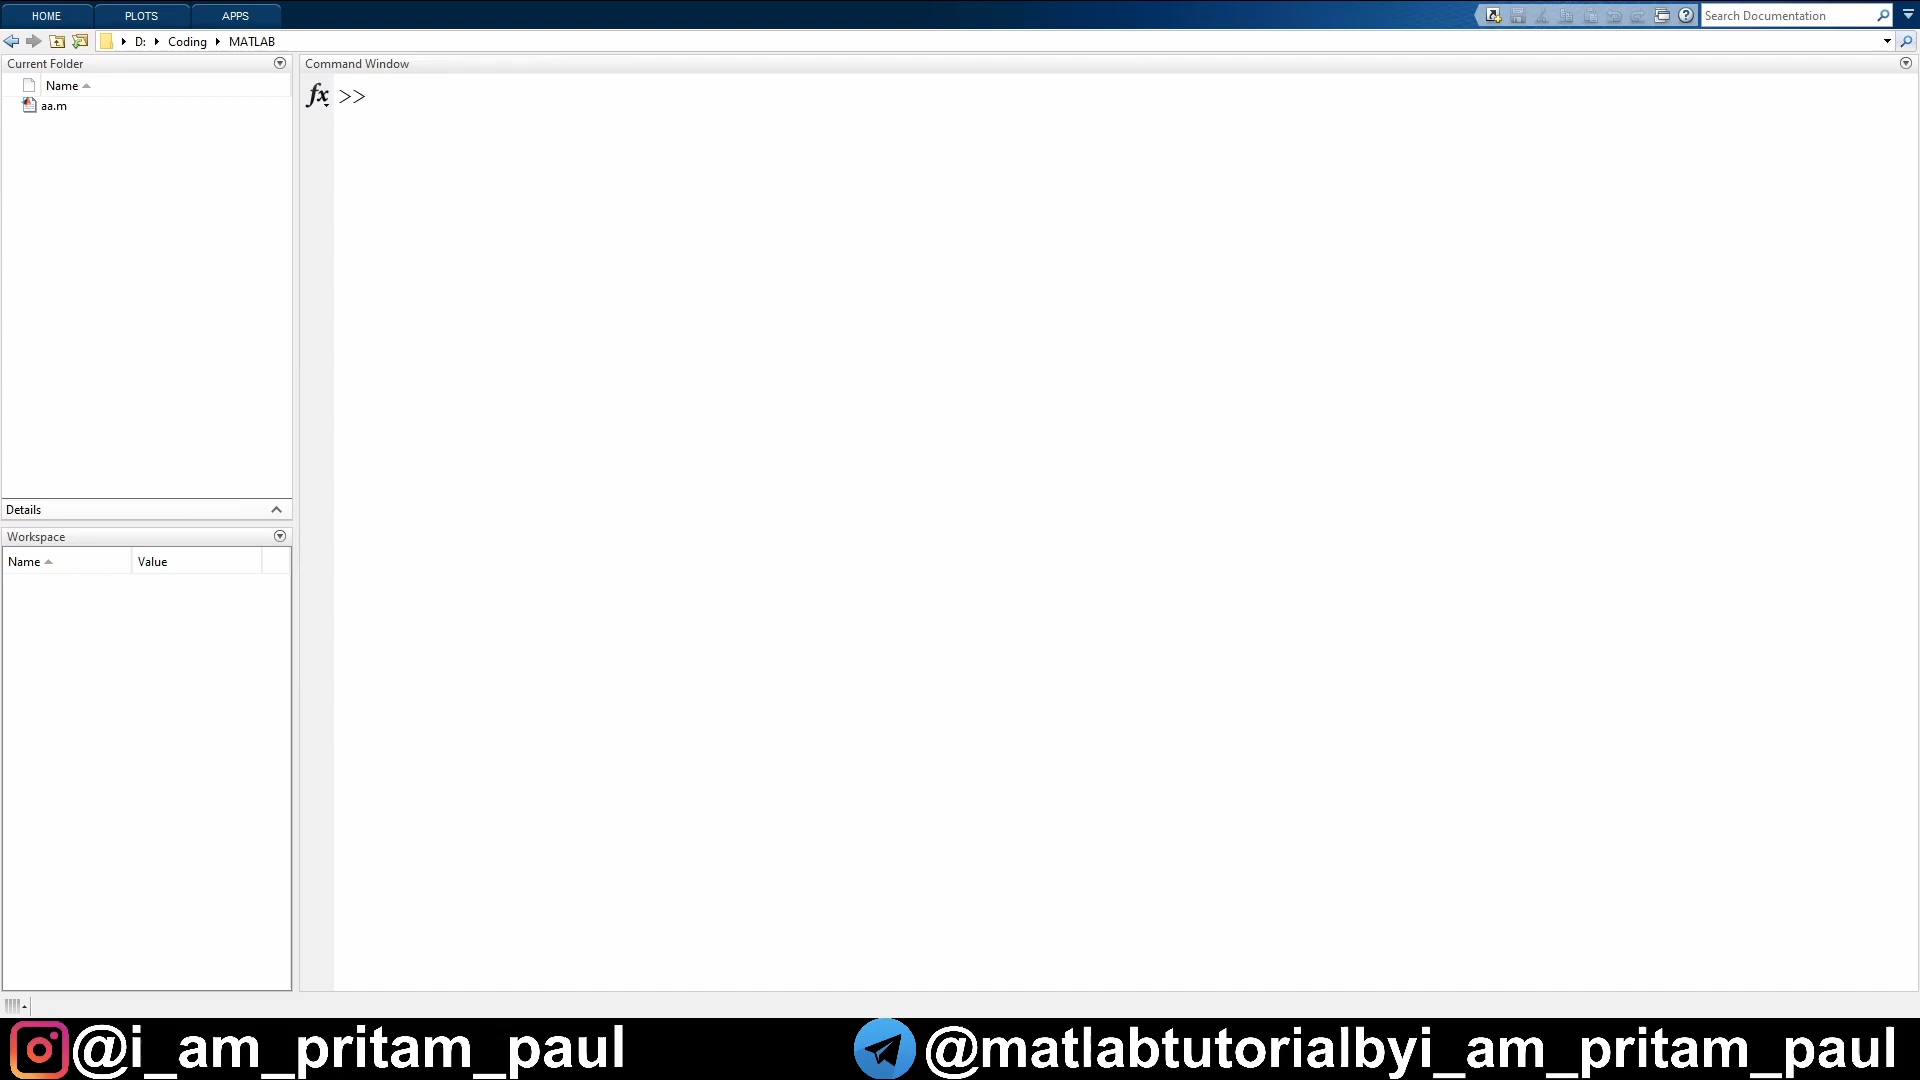 HOME PLOTS APPS Search Documentation
D: Coding MATLAB
Current Folder
Name
aa.m
Details
Workspace
Name Value
Command Window
fx >>
@i_am_pritam_paul
@matlabtutorialbyi_am_pritam_paul